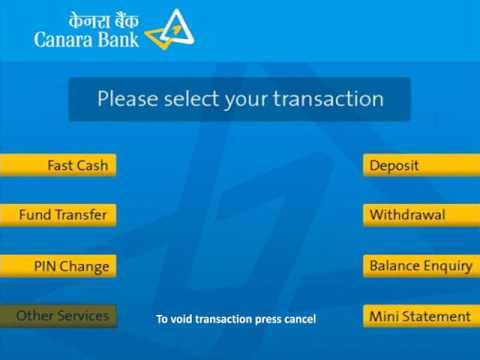 केनरा बैंक
Canara Bank
Please select your transaction
Fast Cash
Deposit
Fund Transfer
Withdrawal
PIN Change
Balance Enquiry
Other Services
To void transaction press cancel
Mini Statement